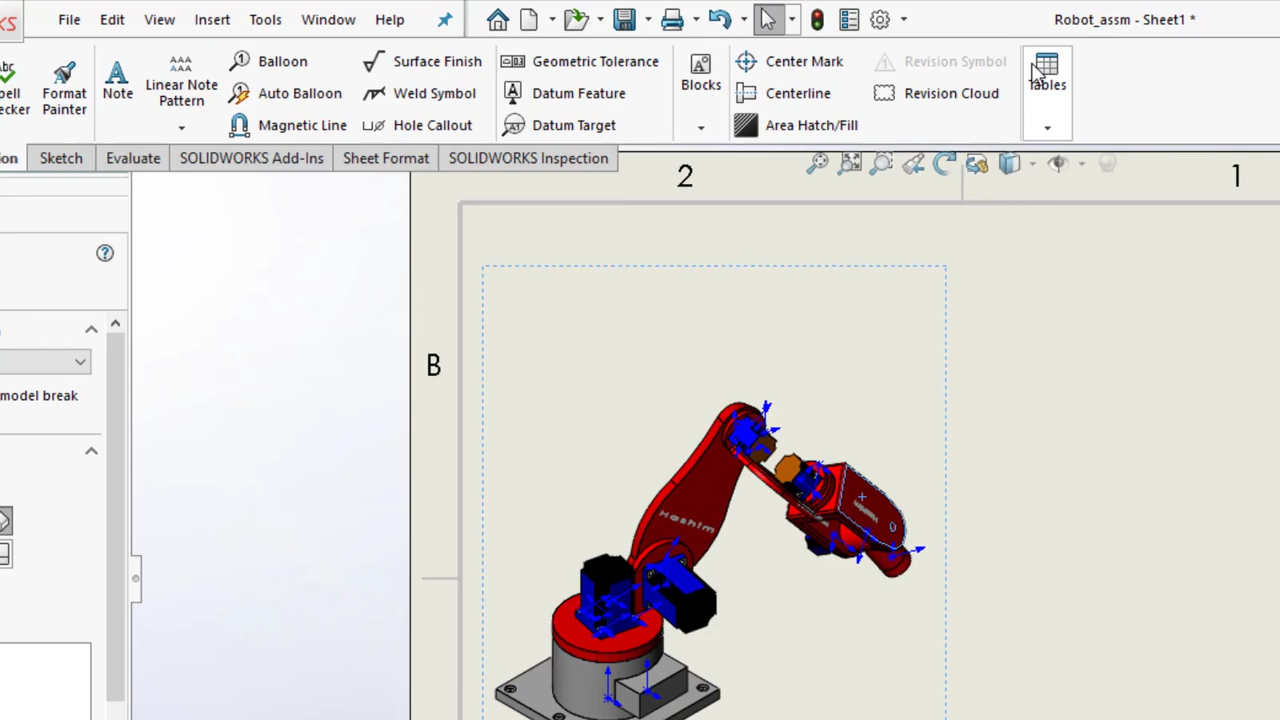 File Edit View Insert Tools Window Help Robot_assm - Sheet1 *
Format Painter
Note
Linear Note Pattern
Balloon
Auto Balloon
Magnetic Line
Surface Finish
Weld Symbol
Hole Callout
Geometric Tolerance
Datum Feature
Datum Target
Blocks
Center Mark
Centerline
Area Hatch/Fill
Revision Symbol
Revision Cloud
Tables
Sketch Evaluate SOLIDWORKS Add-Ins Sheet Format SOLIDWORKS Inspection
2 1
B
model break
Hashim